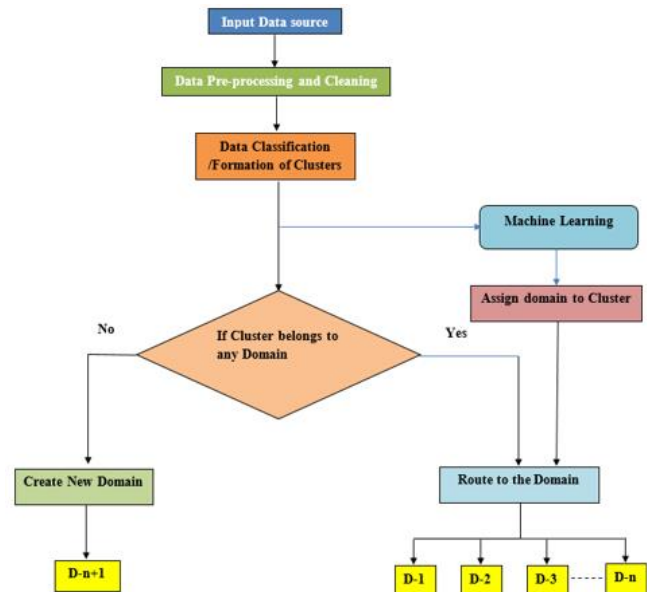 Input Data source
Data Pre-processing and Cleaning
Data Classification
/Formation of Clusters
Machine Learning
Assign domain to Cluster
No
If Cluster belongs to
any Domain
Yes
Create New Domain
Route to the Domain
D-n+1
D-1
D-2
D-3
D-n